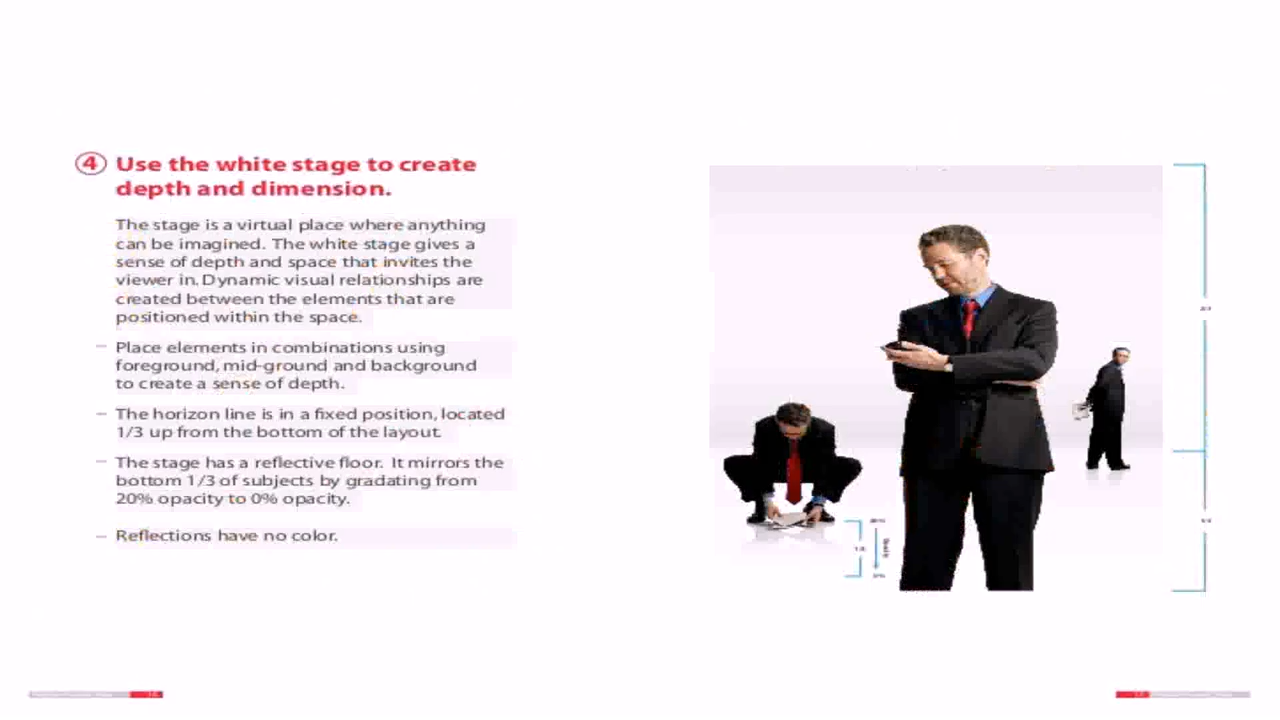 4 Use the white stage to create
depth and dimension.
The stage is a virtual place where anything
can be imagined. The white stage gives a
sense of depth and space that invites the
viewer in. Dynamic visual relationships are
created between the elements that are
positioned within the space.
– Place elements in combinations using
foreground, mid-ground and background
to create a sense of depth.
– The horizon line is in a fixed position, located
1/3 up from the bottom of the layout.
– The stage has a reflective floor. It mirrors the
bottom 1/3 of subjects by gradating from
20% opacity to 0% opacity.
– Reflections have no color.